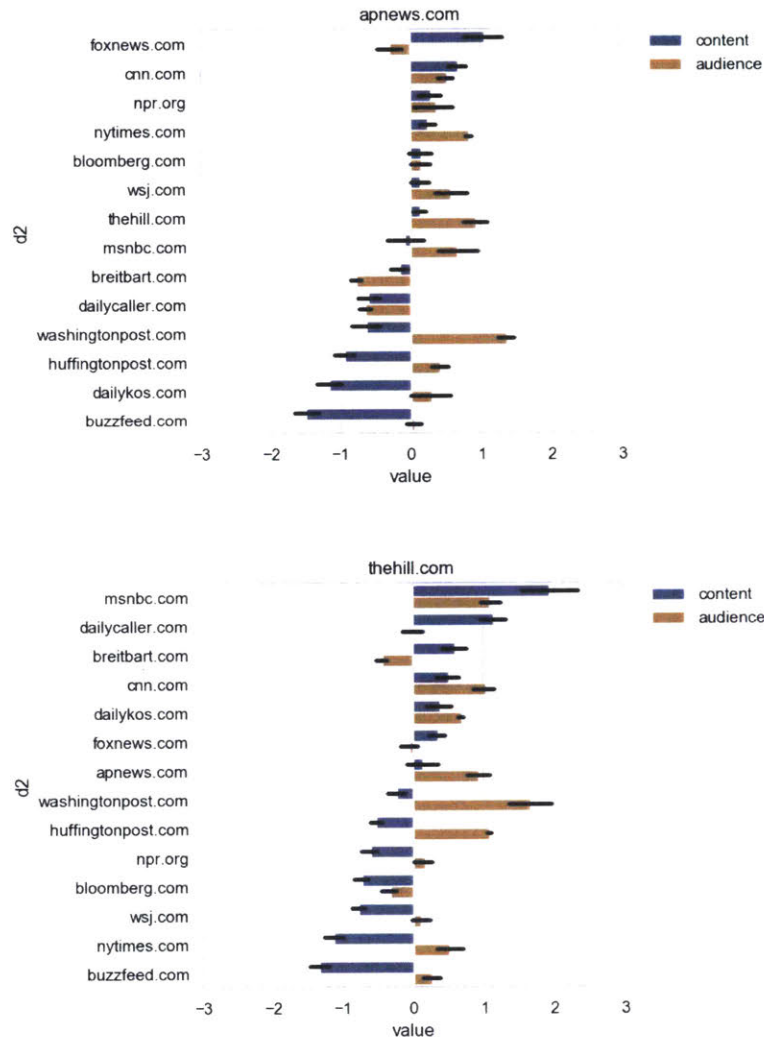 apnews.com
foxnews.com
cnn.com
npr.org
nytimes.com
bloomberg.com
wsj.com
thehill.com
msnbc.com
breitbart.com
dailycaller.com
washingtonpost.com
huffingtonpost.com
dailykos.com
buzzfeed.com
d2
−3 −2 −1 0 1 2 3
value
content
audience
thehill.com
msnbc.com
dailycaller.com
breitbart.com
cnn.com
dailykos.com
foxnews.com
apnews.com
washingtonpost.com
huffingtonpost.com
npr.org
bloomberg.com
wsj.com
nytimes.com
buzzfeed.com
d2
−3 −2 −1 0 1 2 3
value
content
audience